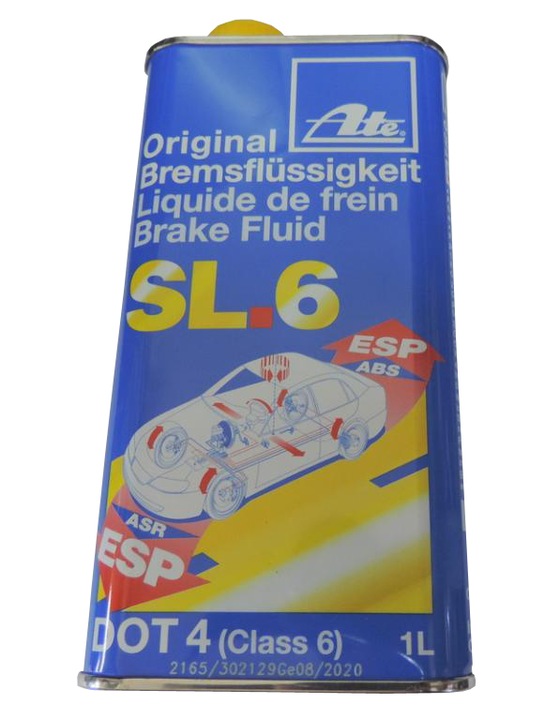 Ate®
Original
Bremsflüssigkeit
Liquide de frein
Brake Fluid
SL.6
ESP
ABS
ASR
ESP
DOT 4 (Class 6) 1L
2165/302129Ge08/2020